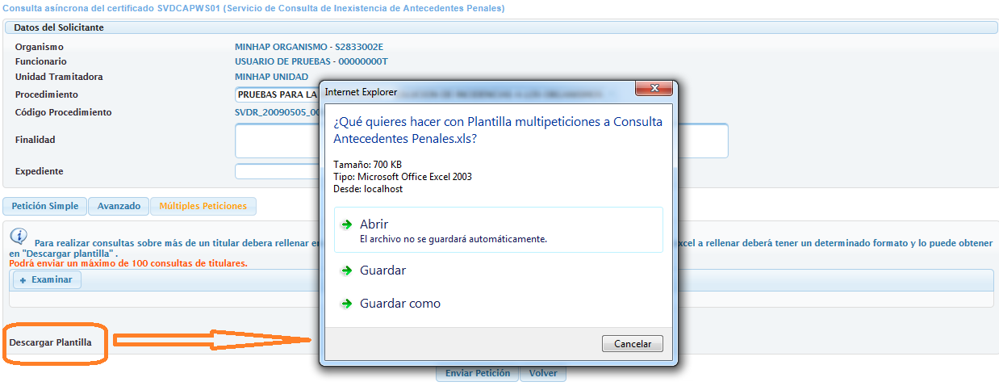 Consulta asíncrona del certificado SVDCAPWS01 (Servicio de Consulta de Inexistencia de Antecedentes Penales)
Datos del Solicitante
Organismo MINHAP ORGANISMO - S2833002E
Funcionario USUARIO DE PRUEBAS - 00000000T
Unidad Tramitadora MINHAP UNIDAD
Procedimiento PRUEBAS PARA LA
Código Procedimiento SVDR_20090505_00
Finalidad
Expediente
Petición Simple Avanzado Múltiples Peticiones
Para realizar consultas sobre más de un titular debera rellenar en excel a rellenar deberá tener un determinado formato y lo puede obtener
en "Descargar plantilla" .
Podrá enviar un máximo de 100 consultas de titulares.
+ Examinar
Descargar Plantilla
Enviar Petición Volver
Internet Explorer
¿Qué quieres hacer con Plantilla multipeticiones a Consulta
Antecedentes Penales.xls?
Tamaño: 700 KB
Tipo: Microsoft Office Excel 2003
Desde: localhost
Abrir
El archivo no se guardará automáticamente.
Guardar
Guardar como
Cancelar